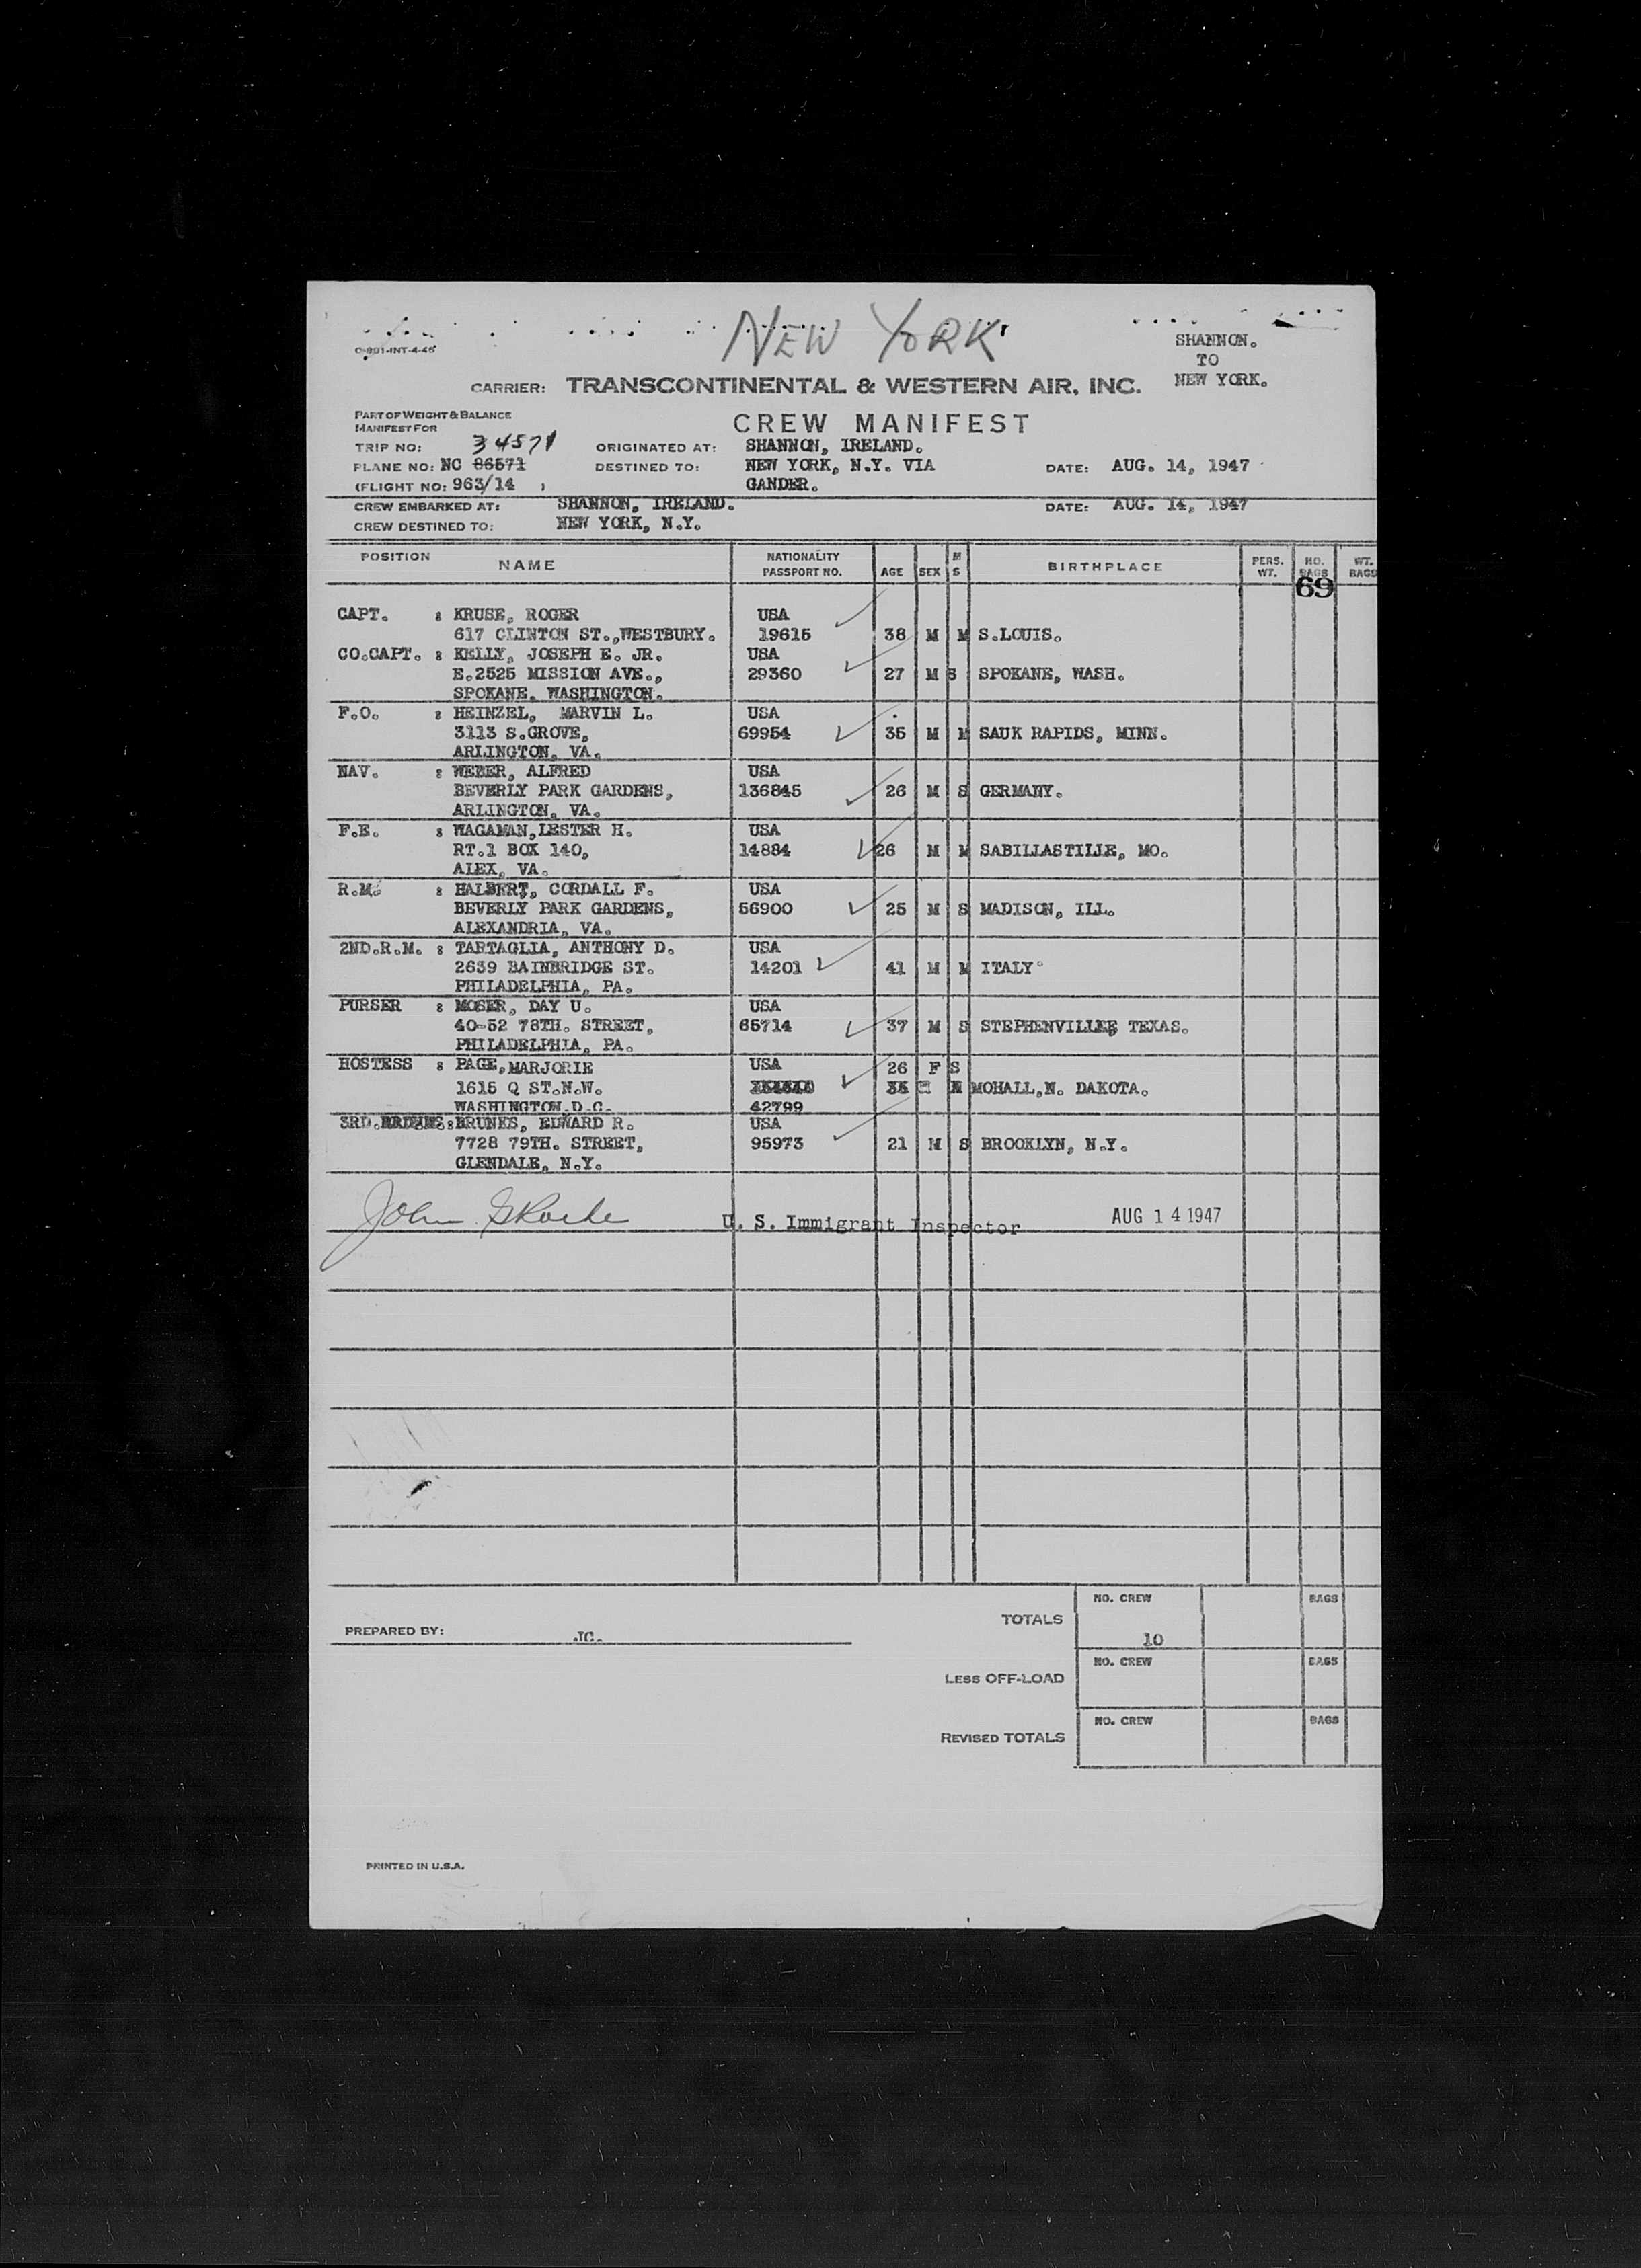 NEW YORK
C-891-INT-4-46
SHANNON.
TO
NEW YORK.
CARRIER: TRANSCONTINENTAL & WESTERN AIR, INC.
PART OF WEIGHT & BALANCE
MANIFEST FOR
CREW MANIFEST
TRIP NO: 34571 ORIGINATED AT: SHANNON, IRELAND.
PLANE NO: NC 86571 DESTINED TO: NEW YORK, N.Y. VIA DATE: AUG. 14, 1947
(FLIGHT NO: 963/14 ) GANDER.
CREW EMBARKED AT: SHANNON, IRELAND. DATE: AUG. 14, 1947
CREW DESTINED TO: NEW YORK, N.Y.
POSITION NAME NATIONALITY PASSPORT NO. AGE SEX M S BIRTHPLACE PERS. WT. NO. BAGS WT. BAGS
69
CAPT. : KRUSE, ROGER USA
617 CLINTON ST.,WESTBURY. 19615 38 M M S.LOUIS.
CO.CAPT. : KELLY, JOSEPH E. JR. USA
E.2525 MISSION AVE., 29360 27 M S SPOKANE, WASH.
SPOKANE. WASHINGTON.
F.O. : HEINZEL, MARVIN L. USA
3113 S.GROVE, 69954 35 M M SAUK RAPIDS, MINN.
ARLINGTON, VA.
NAV. : WEBER, ALFRED USA
BEVERLY PARK GARDENS, 136845 26 M S GERMANY.
ARLINGTON, VA.
F.E. : WAGAMAN,LESTER H. USA
RT.1 BOX 140, 14884 26 M M SABILLASTILLE, MO.
ALEX, VA.
R.M. : HALBERT, CORDALL F. USA
BEVERLY PARK GARDENS, 56900 25 M S MADISON, ILL.
ALEXANDRIA, VA.
2ND.R.M. : TARTAGLIA, ANTHONY D. USA
2639 BAINBRIDGE ST. 14201 41 M M ITALY
PHILADELPHIA, PA.
PURSER : MOSER, DAY U. USA
40-52 78TH. STREET, 65714 37 M S STEPHENVILLE, TEXAS.
PHILADELPHIA, PA.
HOSTESS : PAGE,MARJORIE USA 26 F S
1615 Q ST.N.W. MOHALL,N. DAKOTA.
WASHINGTON.D.C. 42799
3RD. : BRUNES, EDWARD R. USA
7728 79TH. STREET, 95973 21 M S BROOKLYN, N.Y.
GLENDALE, N.Y.
John U. S. Immigrant Inspector AUG 14 1947
NO. CREW BAGS
TOTALS
PREPARED BY: JC. 10
NO. CREW BAGS
LESS OFF-LOAD
NO. CREW BAGS
REVISED TOTALS
PRINTED IN U.S.A.